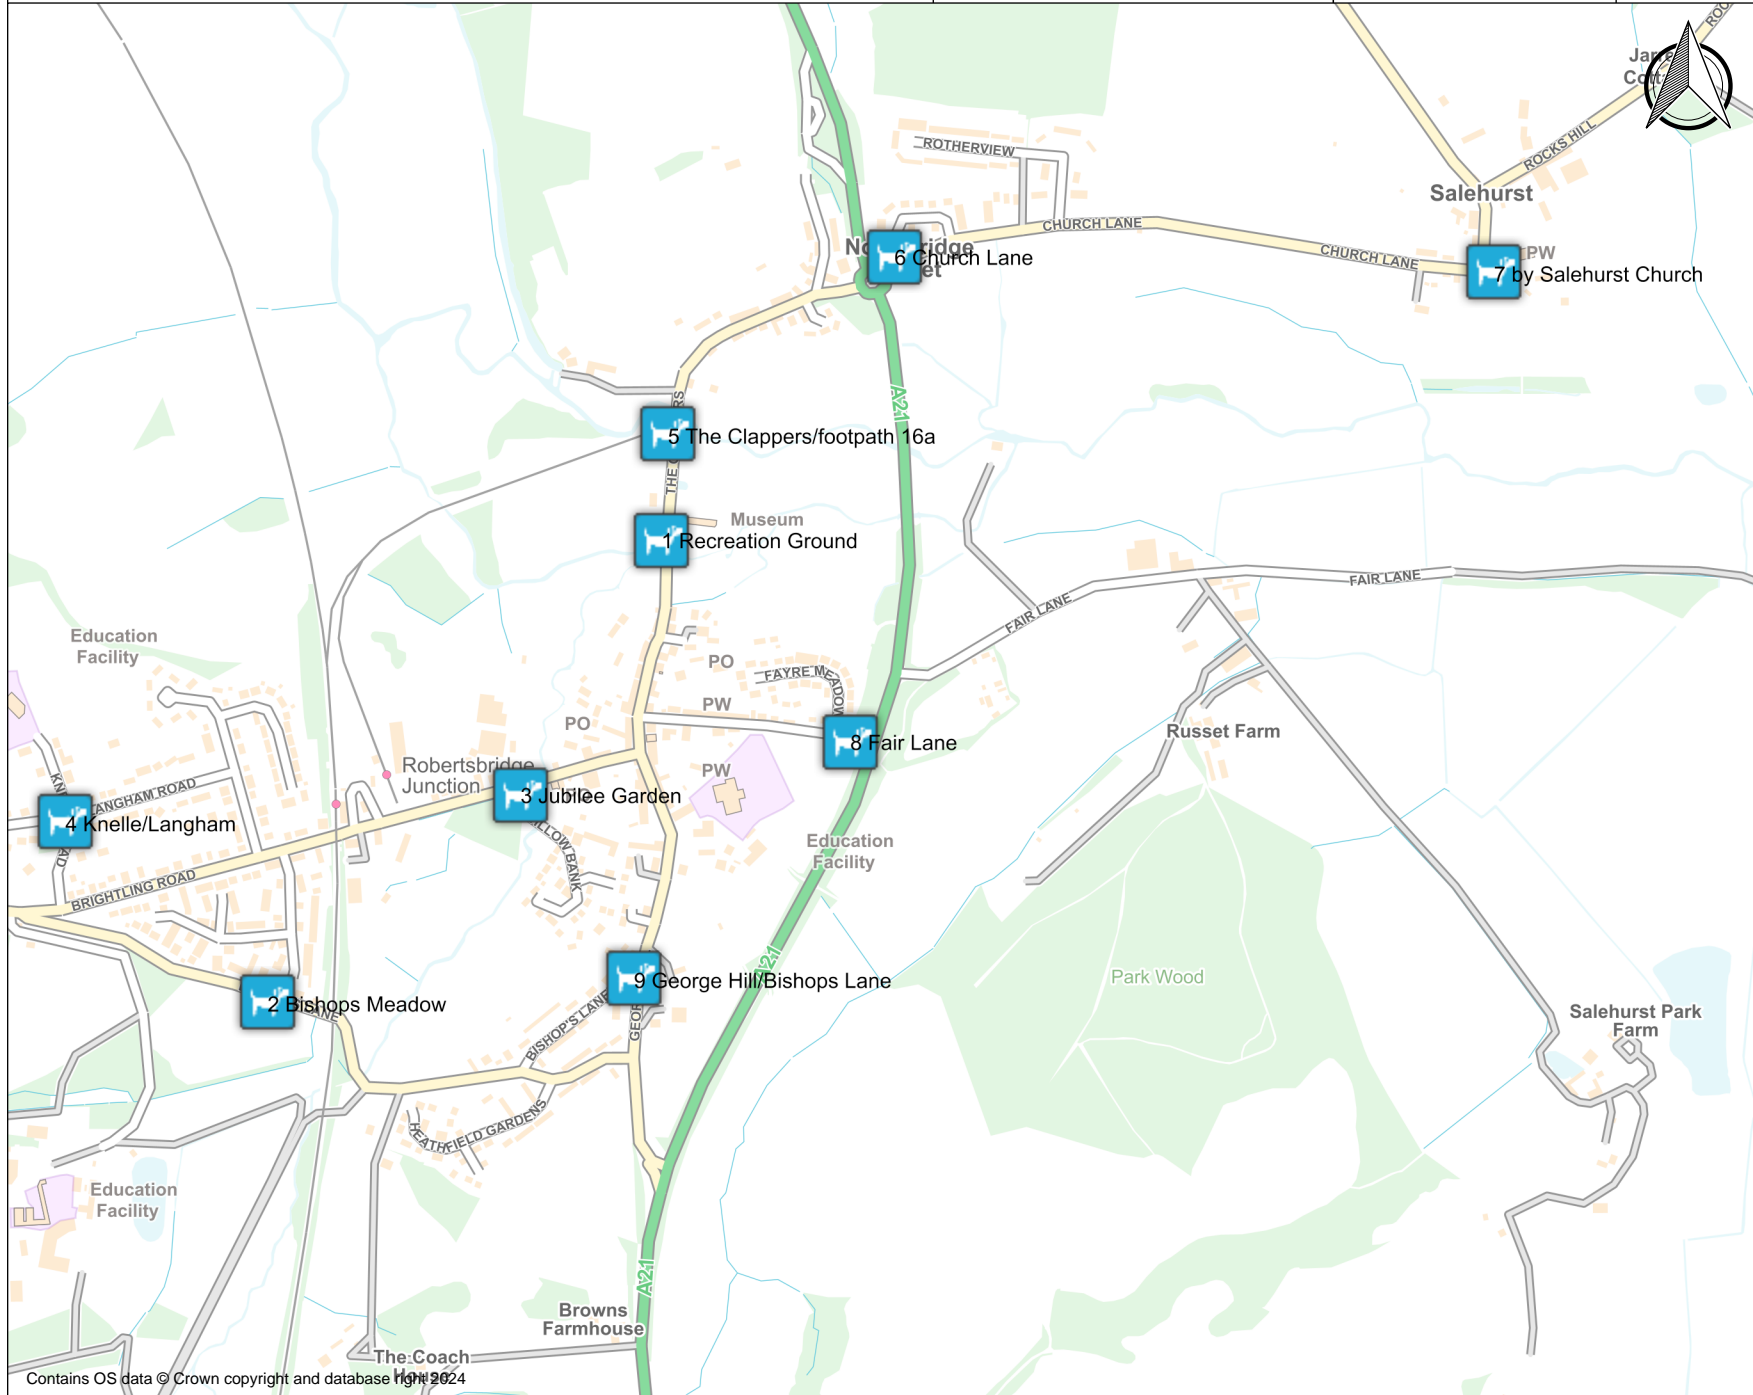 ROCKS HILL
ROTHERVIEW
Salehurst
CHURCH LANE
CHURCH LANE
PW
6 Church Lane
7 by Salehurst Church
A21
5 The Clappers/footpath 16a
Museum
1 Recreation Ground
FAIR LANE
FAIR LANE
Education
Facility
PO
FAYRE MEADOW
PW
PO
8 Fair Lane
Russet Farm
Robertsbridge
Junction
PW
3 Jubilee Garden
LANGHAM ROAD
4 Knelle/Langham
Education
Facility
BRIGHTLING ROAD
A21
9 George Hill/Bishops Lane
Park Wood
2 Bishops Meadow
BISHOP'S LANE
Salehurst Park
Farm
HEATHFIELD GARDENS
Education
Facility
A21
Browns
Farmhouse
The Coach
House
Contains OS data © Crown copyright and database right 2024